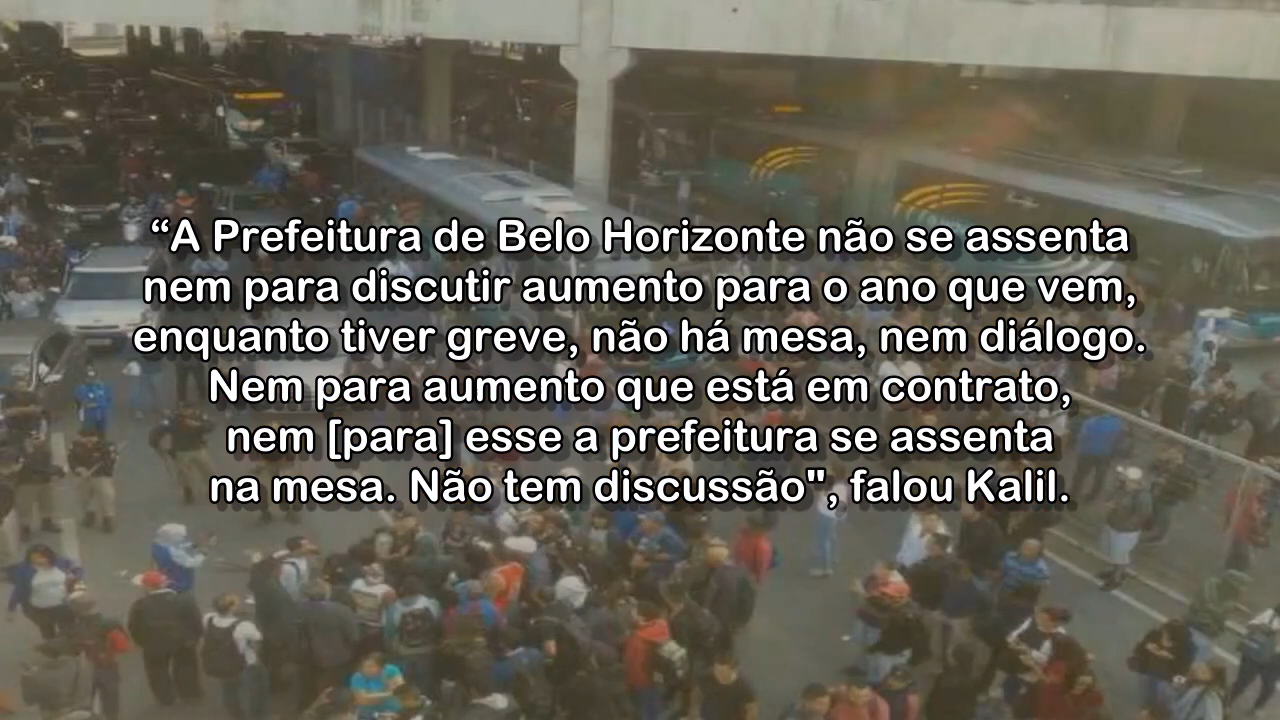 “A Prefeitura de Belo Horizonte não se assenta
nem para discutir aumento para o ano que vem,
enquanto tiver greve, não há mesa, nem diálogo.
Nem para aumento que está em contrato,
nem [para] esse a prefeitura se assenta
na mesa. Não tem discussão", falou Kalil.